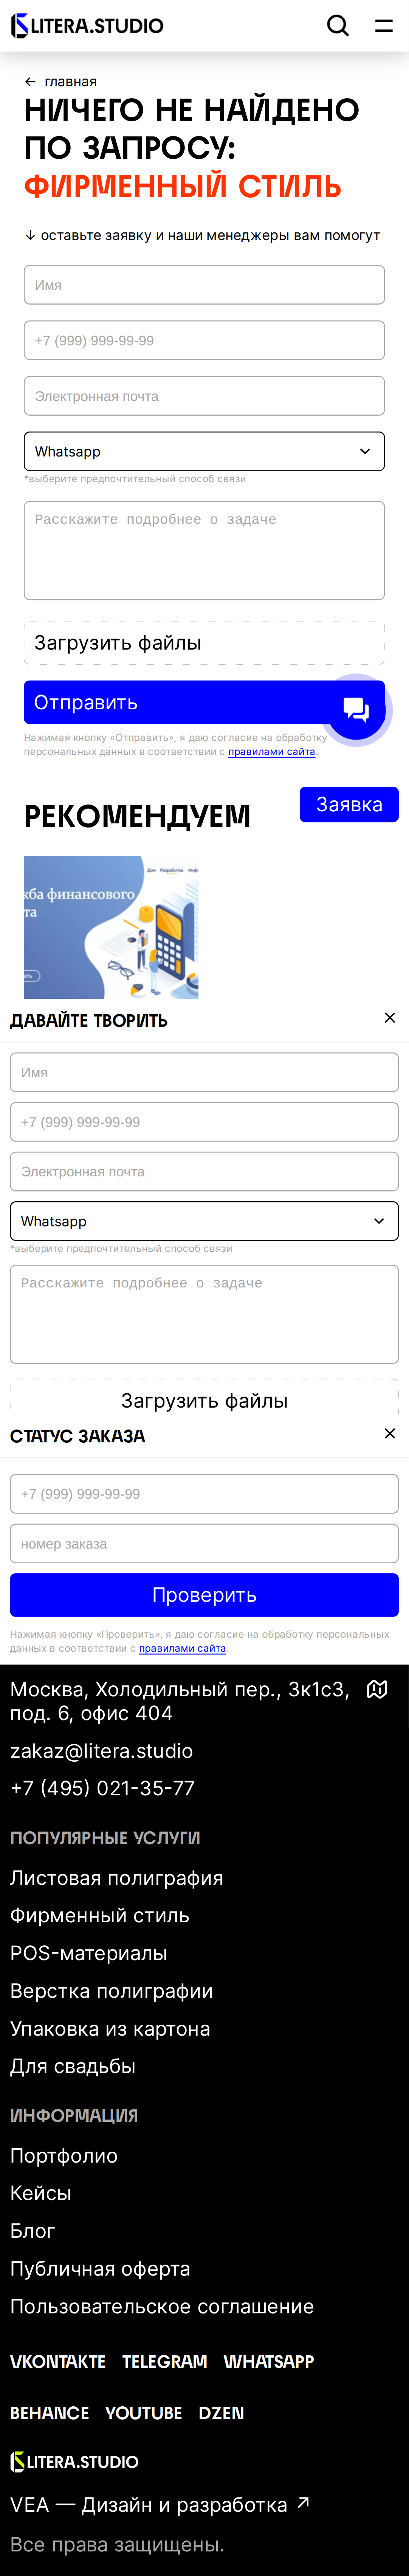 LITERA.STUDIO
← главная
НИЧЕГО НЕ НАЙДЕНО
ПО ЗАПРОСУ:
ФИРМЕННЫЙ СТИЛЬ
↓ оставьте заявку и наши менеджеры вам помогут
Имя
+7 (999) 999-99-99
Электронная почта
Whatsapp
*выберите предпочтительный способ связи
Расскажите подробнее о задаче
Загрузить файлы
Отправить
Нажимая кнопку «Отправить», я даю согласие на обработку
персональных данных в соответствии с правилами сайта.
Заявка
РЕКОМЕНДУЕМ
жба финансового
та
ДАВАЙТЕ ТВОРИТЬ
Имя
+7 (999) 999-99-99
Электронная почта
Whatsapp
*выберите предпочтительный способ связи
Расскажите подробнее о задаче
Загрузить файлы
СТАТУС ЗАКАЗА
+7 (999) 999-99-99
номер заказа
Проверить
Нажимая кнопку «Проверить», я даю согласие на обработку персональных
данных в соответствии с правилами сайта.
Москва, Холодильный пер., 3к1с3,
под. 6, офис 404
zakaz@litera.studio
+7 (495) 021-35-77
ПОПУЛЯРНЫЕ УСЛУГИ
Листовая полиграфия
Фирменный стиль
POS-материалы
Верстка полиграфии
Упаковка из картона
Для свадьбы
ИНФОРМАЦИЯ
Портфолио
Кейсы
Блог
Публичная оферта
Пользовательское соглашение
VKONTAKTE TELEGRAM WHATSAPP
BEHANCE YOUTUBE DZEN
LITERA.STUDIO
VEA — Дизайн и разработка ↗
Все права защищены.